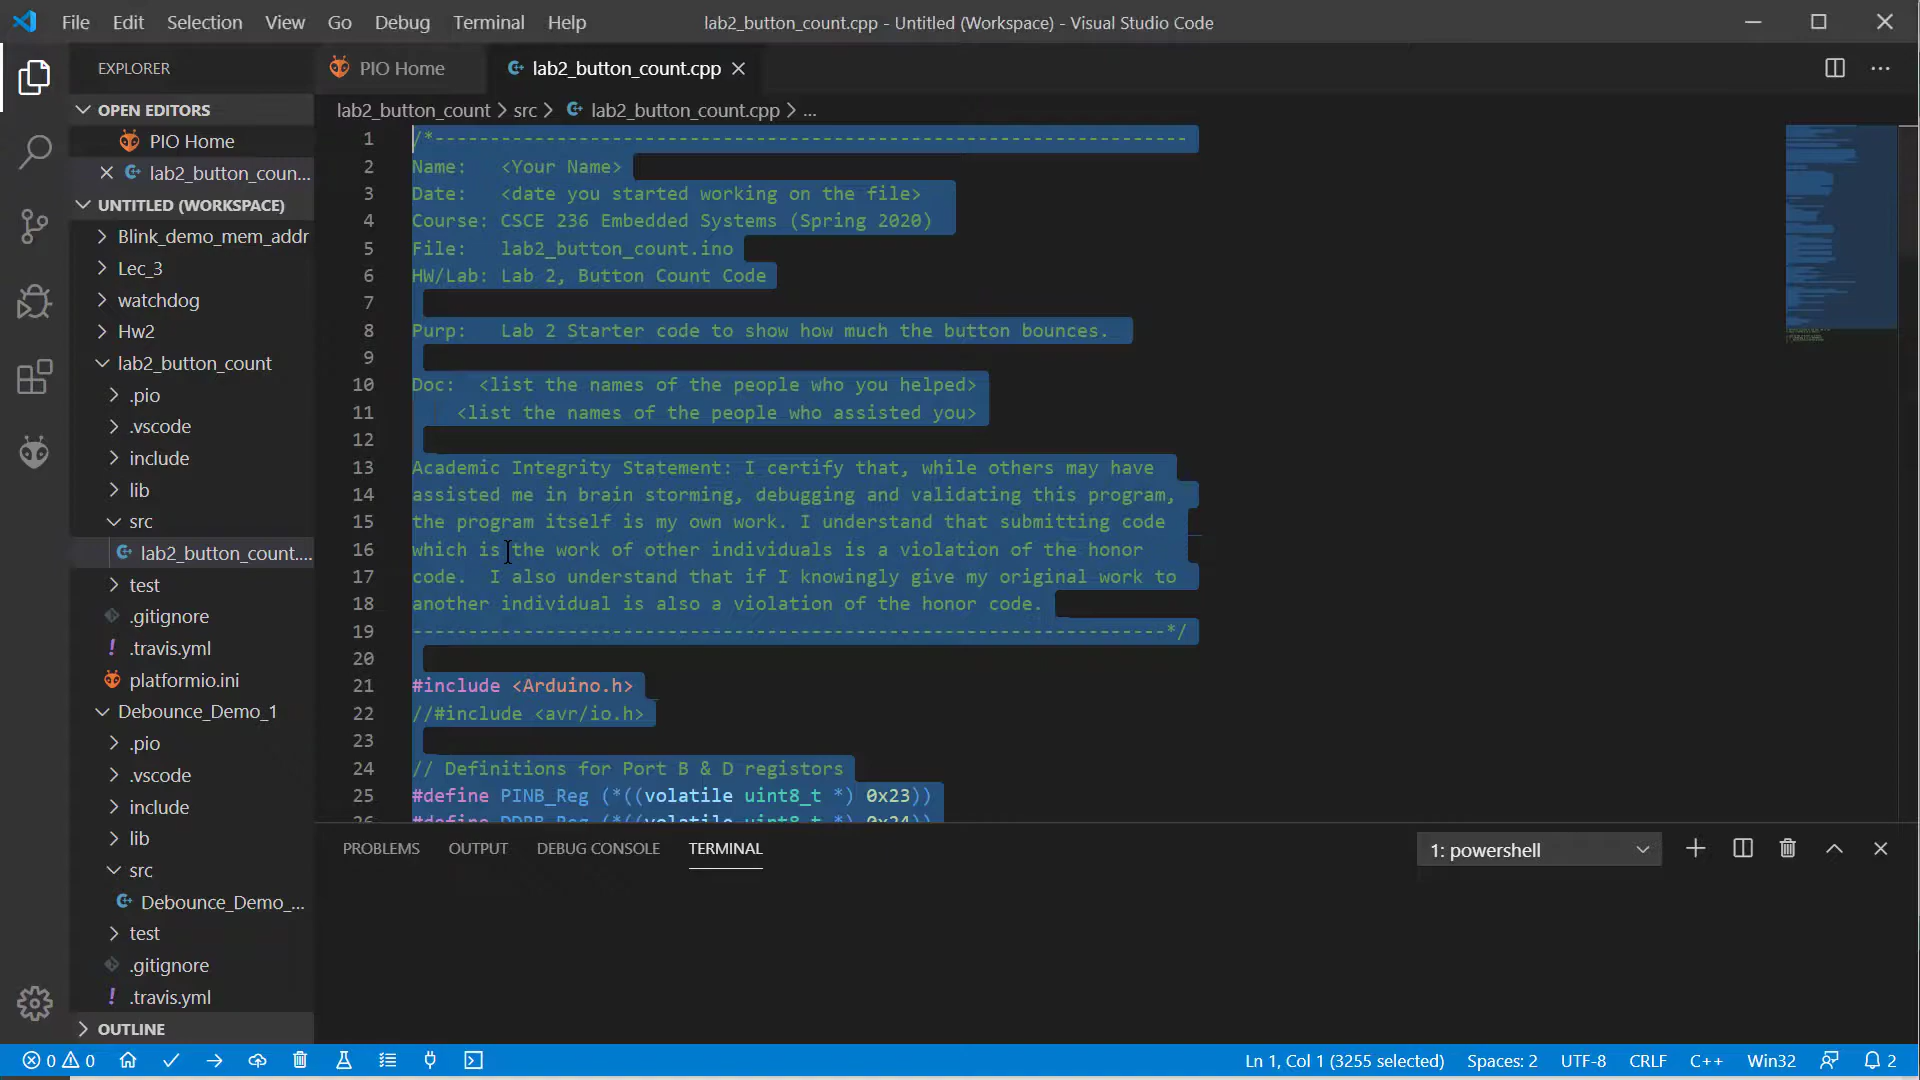 File Edit Selection View Go Debug Terminal Help
lab2_button_count.cpp - Untitled (Workspace) - Visual Studio Code
EXPLORER
OPEN EDITORS
PIO Home
lab2_button_coun...
UNTITLED (WORKSPACE)
Blink_demo_mem_addr
Lec_3
watchdog
Hw2
lab2_button_count
.pio
.vscode
include
lib
src
lab2_button_count....
test
.gitignore
.travis.yml
platformio.ini
Debounce_Demo_1
.pio
.vscode
include
lib
src
Debounce_Demo_...
test
.gitignore
.travis.yml
OUTLINE
PIO Home
lab2_button_count.cpp
lab2_button_count > src > lab2_button_count.cpp > ...
1 /*--------------------------------------------------------------------
2 Name:   <Your Name>
3 Date:   <date you started working on the file>
4 Course: CSCE 236 Embedded Systems (Spring 2020)
5 File:   lab2_button_count.ino
6 HW/Lab: Lab 2, Button Count Code
7
8 Purp:   Lab 2 Starter code to show how much the button bounces.
9
10 Doc:  <list the names of the people who you helped>
11     <list the names of the people who assisted you>
12
13 Academic Integrity Statement: I certify that, while others may have
14 assisted me in brain storming, debugging and validating this program,
15 the program itself is my own work. I understand that submitting code
16 which is the work of other individuals is a violation of the honor
17 code.  I also understand that if I knowingly give my original work to
18 another individual is also a violation of the honor code.
19 --------------------------------------------------------------------*/
20
21 #include <Arduino.h>
22 //#include <avr/io.h>
23
24 // Definitions for Port B & D registors
25 #define PINB_Reg (*((volatile uint8_t *) 0x23))
26 #define DDRB_Reg (*((volatile uint8_t *) 0x24))
PROBLEMS OUTPUT DEBUG CONSOLE TERMINAL
1: powershell
0 0
Ln 1, Col 1 (3255 selected) Spaces: 2 UTF-8 CRLF C++ Win32 2